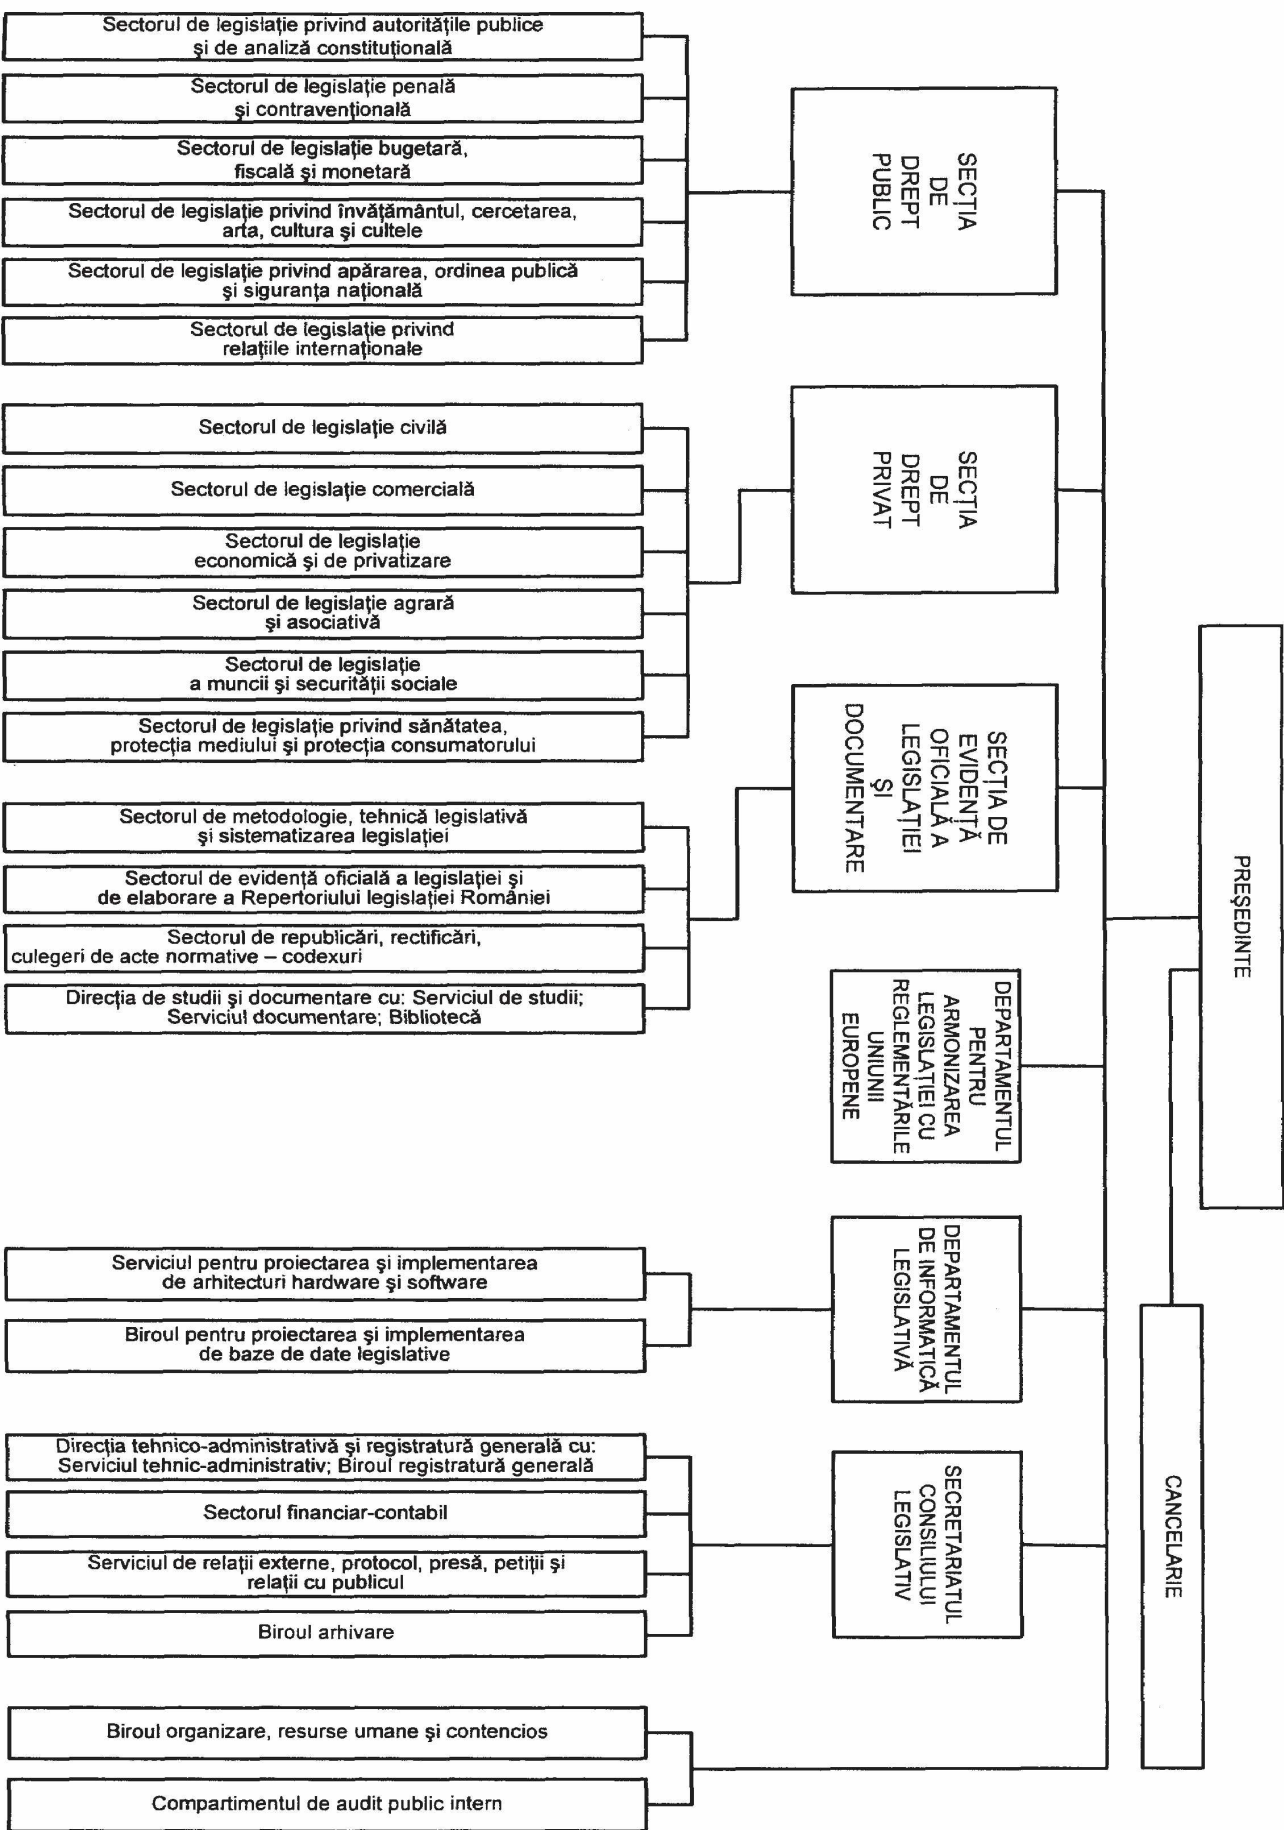 PREŞEDINTE
CANCELARIE
SECŢIA
DE
DREPT
PUBLIC
Sectorul de legislaţie privind autorităţile publice
şi de analiză constituţională
Sectorul de legislaţie penală
şi contravenţională
Sectorul de legislaţie bugetară,
fiscală şi monetară
Sectorul de legislaţie privind învăţământul, cercetarea,
arta, cultura şi cultele
Sectorul de legislaţie privind apărarea, ordinea publică
şi siguranţa naţională
Sectorul de legislaţie privind
relaţiile internaţionale
SECŢIA
DE
DREPT
PRIVAT
Sectorul de legislaţie civilă
Sectorul de legislaţie comercială
Sectorul de legislaţie
economică şi de privatizare
Sectorul de legislaţie agrară
şi asociativă
Sectorul de legislaţie
a muncii şi securităţii sociale
Sectorul de legislaţie privind sănătatea,
protecţia mediului şi protecţia consumatorului
SECŢIA DE
EVIDENŢĂ
OFICIALĂ A
LEGISLAŢIEI
ŞI
DOCUMENTARE
Sectorul de metodologie, tehnică legislativă
şi sistematizarea legislaţiei
Sectorul de evidenţă oficială a legislaţiei şi
de elaborare a Repertoriului legislaţiei României
Sectorul de republicări, rectificări,
culegeri de acte normative – codexuri
Direcţia de studii şi documentare cu: Serviciul de studii;
Serviciul documentare; Bibliotecă
DEPARTAMENTUL
PENTRU
ARMONIZAREA
LEGISLAŢIEI CU
REGLEMENTĂRILE
UNIUNII
EUROPENE
DEPARTAMENTUL
DE INFORMATICĂ
LEGISLATIVĂ
Serviciul pentru proiectarea şi implementarea
de arhitecturi hardware şi software
Biroul pentru proiectarea şi implementarea
de baze de date legislative
SECRETARIATUL
CONSILIULUI
LEGISLATIV
Direcţia tehnico-administrativă şi registratură generală cu:
Serviciul tehnic-administrativ; Biroul registratură generală
Sectorul financiar-contabil
Serviciul de relaţii externe, protocol, presă, petiţii şi
relaţii cu publicul
Biroul arhivare
Biroul organizare, resurse umane şi contencios
Compartimentul de audit public intern